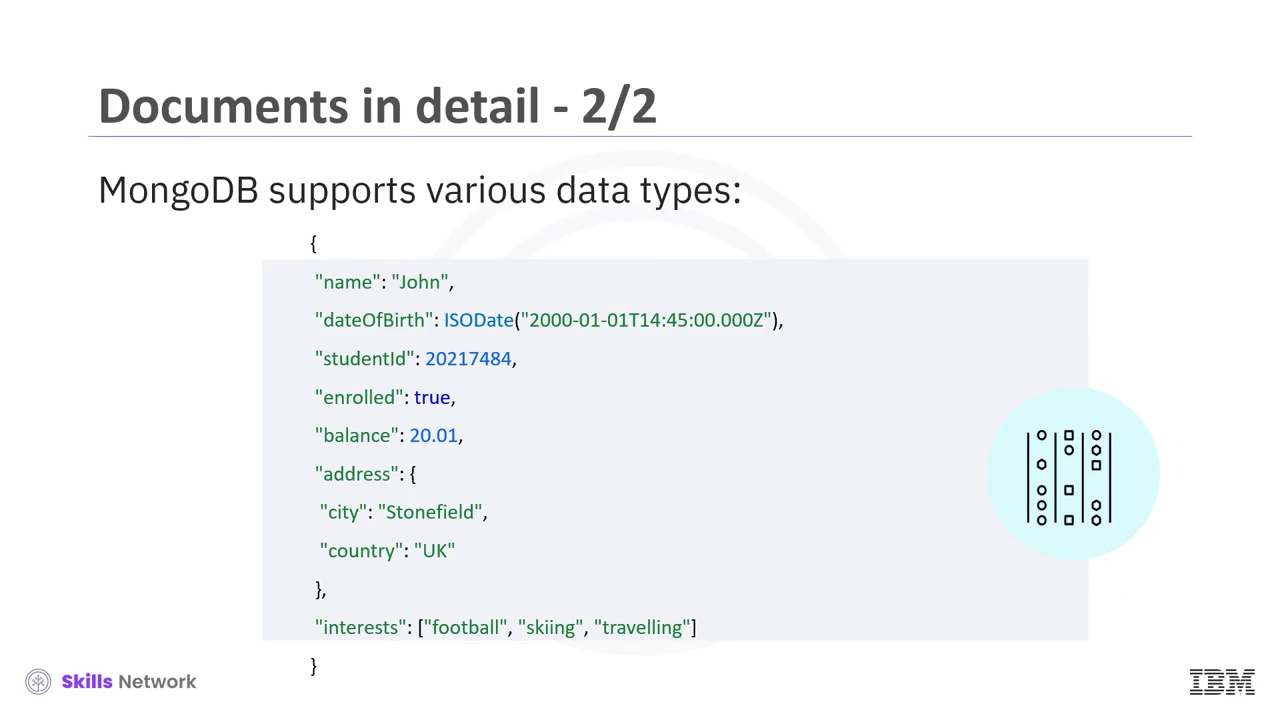 Documents in detail - 2/2
MongoDB supports various data types:
{
"name": "John",
"dateOfBirth": ISODate("2000-01-01T14:45:00.000Z"),
"studentId": 20217484,
"enrolled": true,
"balance": 20.01,
"address": {
"city": "Stonefield",
"country": "UK"
},
"interests": ["football", "skiing", "travelling"]
}
Skills Network
IBM